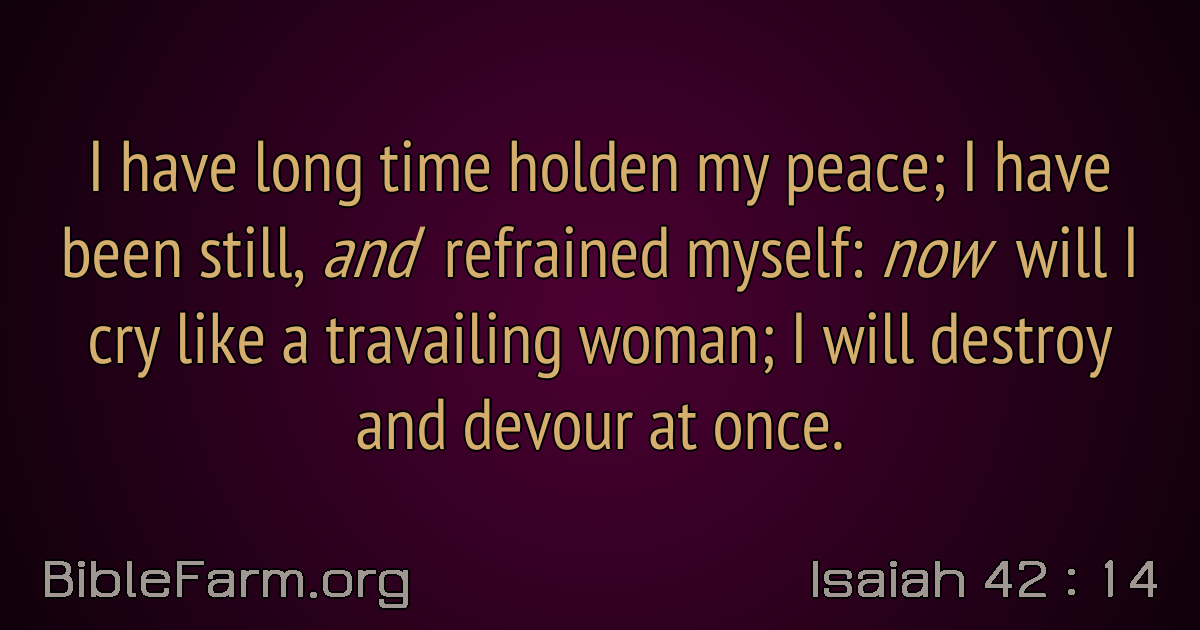 I have long time holden my peace; I have
been still, and refrained myself: now will I
cry like a travailing woman; I will destroy
and devour at once.
BibleFarm.org
Isaiah 42 : 14